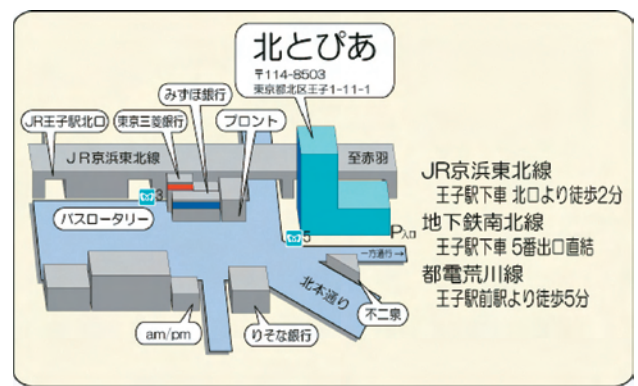 北とぴあ
〒114-8503
東京都北区王子1-11-1
みずほ銀行
JR王子駅北口
東京三菱銀行
プロント
JR京浜東北線
至赤羽
3
バスロータリー
5
P入口
一方通行→
北本通り
不二泉
am/pm
りそな銀行
JR京浜東北線
王子駅下車 北口より徒歩2分
地下鉄南北線
王子駅下車 5番出口直結
都電荒川線
王子駅前駅より徒歩5分